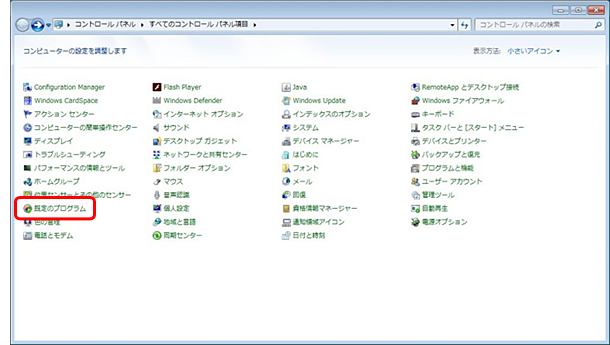 コントロール パネル ▸ すべてのコントロール パネル項目 ▸
コントロール パネルの検索
コンピューターの設定を調整します
表示方法: 小さいアイコン
Configuration Manager
Flash Player
Java
RemoteApp とデスクトップ接続
Windows CardSpace
Windows Defender
Windows Update
Windows ファイアウォール
アクション センター
インターネット オプション
インデックスのオプション
キーボード
コンピューターの簡単操作センター
サウンド
システム
タスク バーと [スタート] メニュー
ディスプレイ
デスクトップ ガジェット
デバイス マネージャー
デバイスとプリンター
トラブルシューティング
ネットワークと共有センター
はじめに
バックアップと復元
パフォーマンスの情報とツール
フォルダー オプション
フォント
プログラムと機能
ホームグループ
マウス
メール
ユーザー アカウント
位置センサーとその他のセンサー
音声認識
回復
管理ツール
既定のプログラム
個人設定
資格情報マネージャー
自動再生
色の管理
地域と言語
通知領域アイコン
電源オプション
電話とモデム
同期センター
日付と時刻